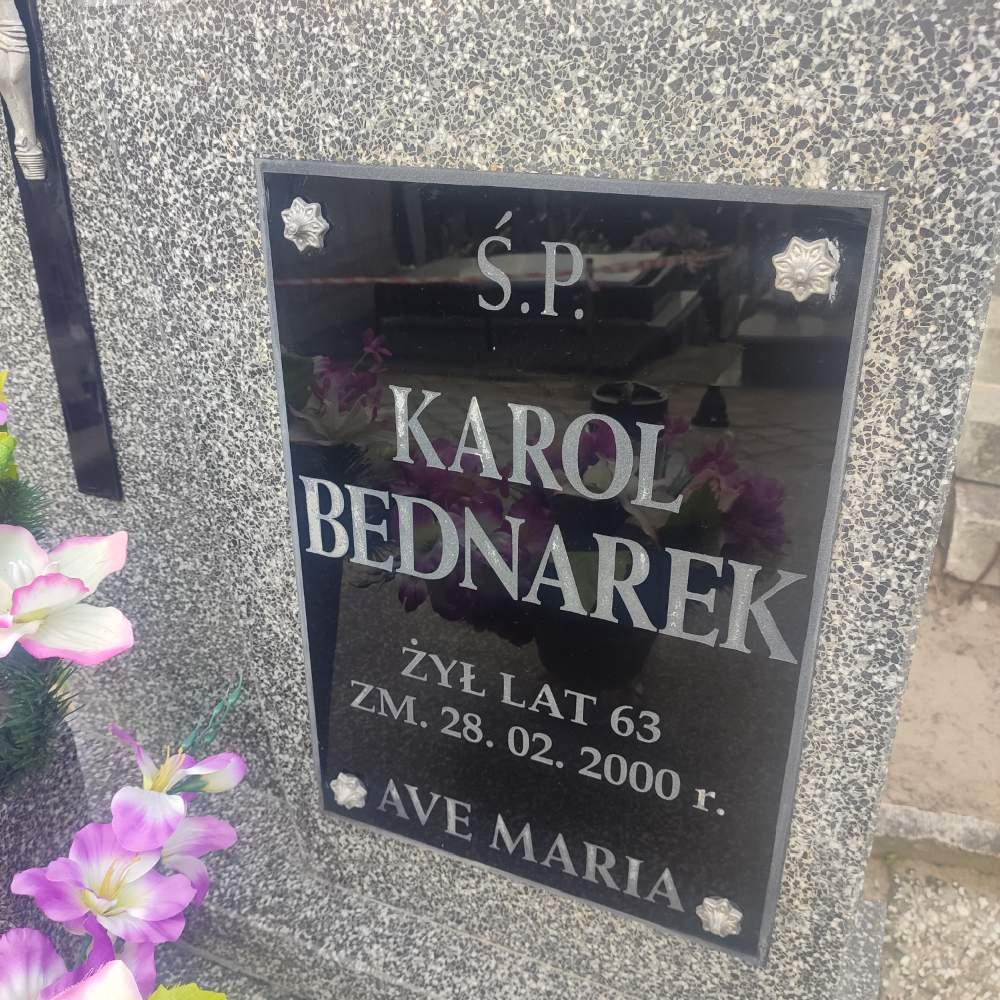 Ś.P.
KAROL
BEDNAREK
ŻYŁ LAT 63
ZM. 28. 02. 2000 r.
AVE MARIA